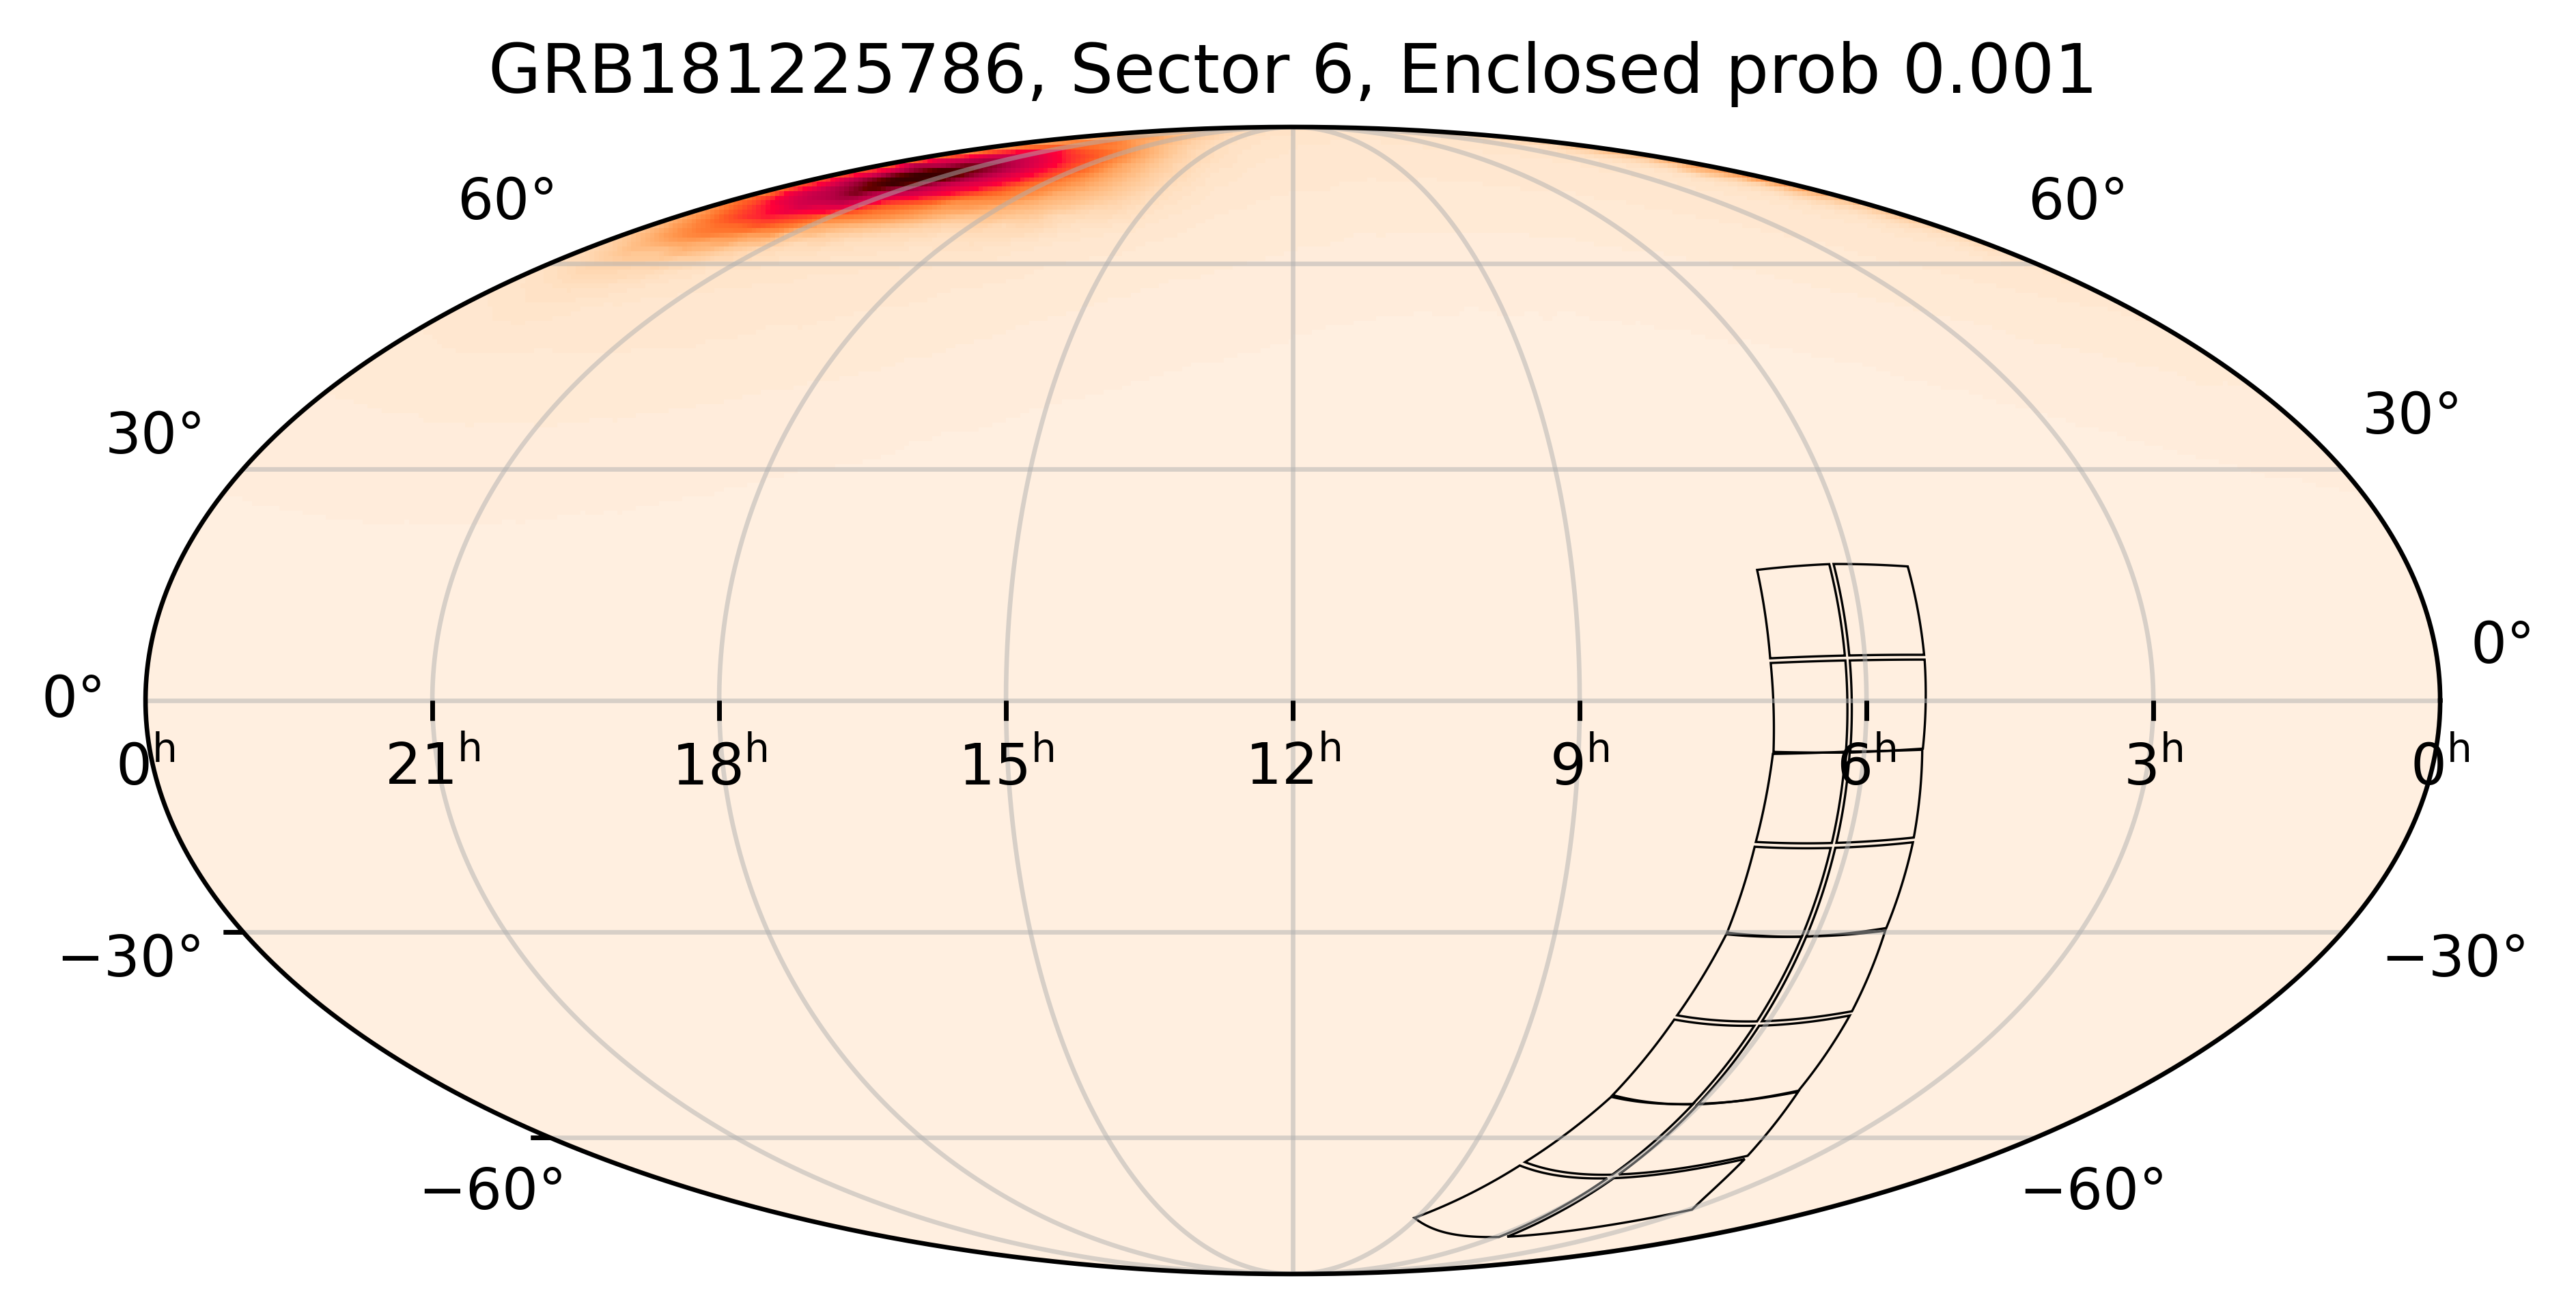 GRB181225786, Sector 6, Enclosed prob 0.001
60° 60°
30° 30°
0° 0°
0ʰ 21ʰ 18ʰ 15ʰ 12ʰ 9ʰ 6ʰ 3ʰ 0ʰ
−30° −30°
−60° −60°